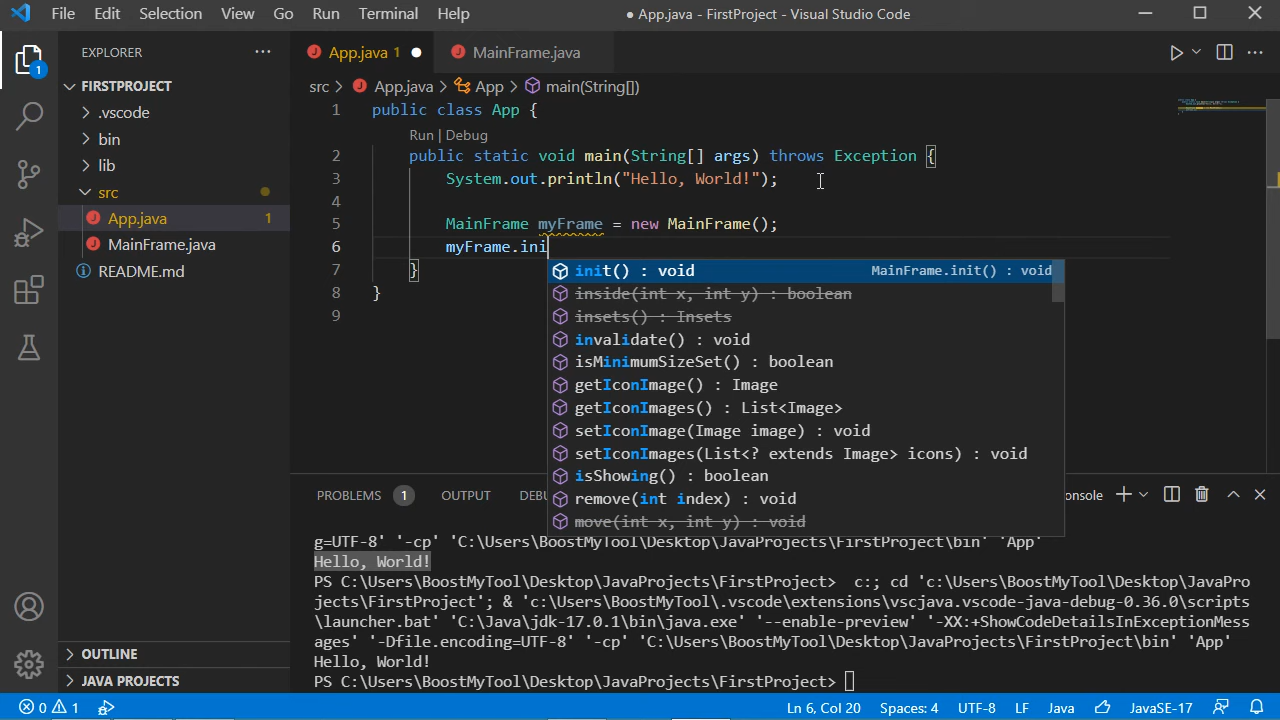 File Edit Selection View Go Run Terminal Help ● App.java - FirstProject - Visual Studio Code
1
EXPLORER ···
FIRSTPROJECT
.vscode
bin
lib
src
App.java 1
MainFrame.java
README.md
OUTLINE
JAVA PROJECTS
App.java 1 ● MainFrame.java
src > App.java > App > main(String[])
1 public class App {
Run | Debug
2 public static void main(String[] args) throws Exception {
3 System.out.println("Hello, World!");
4
5 MainFrame myFrame = new MainFrame();
6 myFrame.ini
7 }
8 }
9
init() : void MainFrame.init() : void
inside(int x, int y) : boolean
insets() : Insets
invalidate() : void
isMinimumSizeSet() : boolean
getIconImage() : Image
getIconImages() : List<Image>
setIconImage(Image image) : void
setIconImages(List<? extends Image> icons) : void
isShowing() : boolean
remove(int index) : void
move(int x, int y) : void
PROBLEMS 1 OUTPUT DEBU onsole
g=UTF-8' '-cp' 'C:\Users\BoostMyTool\Desktop\JavaProjects\FirstProject\bin' 'App'
Hello, World!
PS C:\Users\BoostMyTool\Desktop\JavaProjects\FirstProject> c:; cd 'c:\Users\BoostMyTool\Desktop\JavaPro
jects\FirstProject'; & 'c:\Users\BoostMyTool\.vscode\extensions\vscjava.vscode-java-debug-0.36.0\scripts
\launcher.bat' 'C:\Java\jdk-17.0.1\bin\java.exe' '--enable-preview' '-XX:+ShowCodeDetailsInExceptionMess
ages' '-Dfile.encoding=UTF-8' '-cp' 'C:\Users\BoostMyTool\Desktop\JavaProjects\FirstProject\bin' 'App'
Hello, World!
PS C:\Users\BoostMyTool\Desktop\JavaProjects\FirstProject>
0 1 Ln 6, Col 20 Spaces: 4 UTF-8 LF Java JavaSE-17